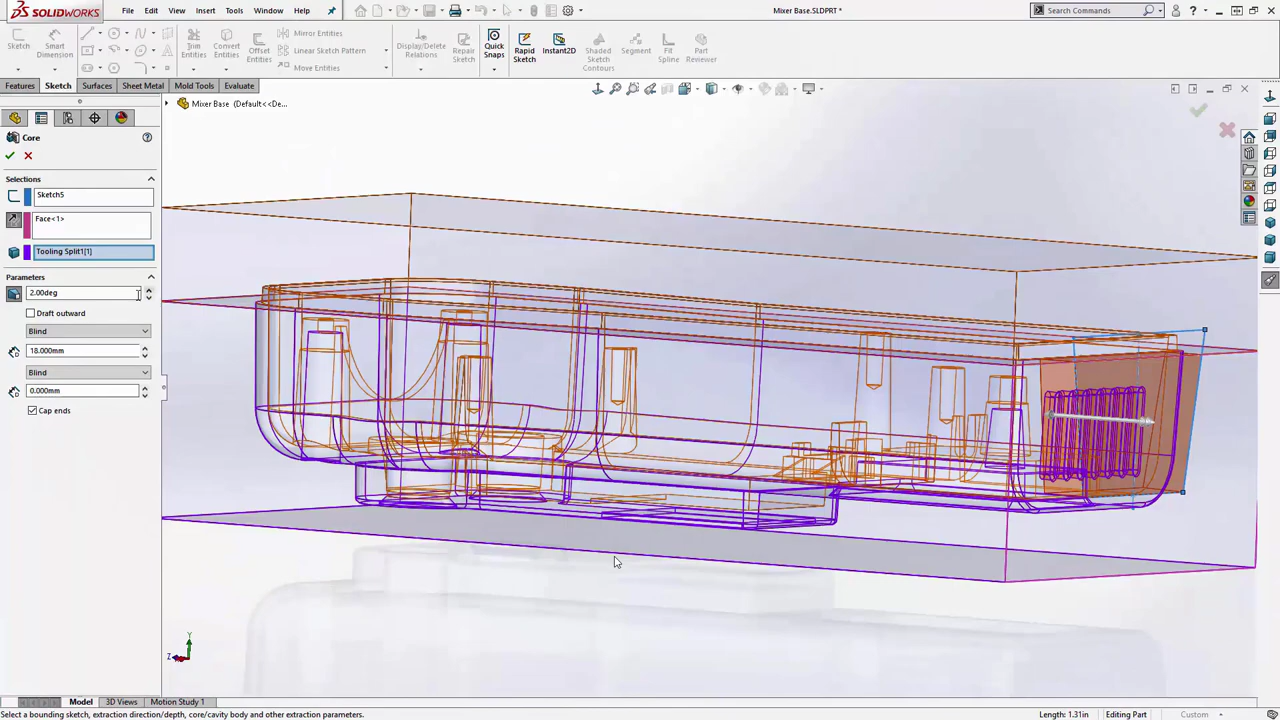 SOLIDWORKS
File
Edit
View
Insert
Tools
Window
Help
Mixer Base.SLDPRT *
Search Commands
Sketch
Smart
Dimension
Trim
Entities
Convert
Entities
Offset
Entities
Mirror Entities
Linear Sketch Pattern
Move Entities
Display/Delete
Relations
Repair
Sketch
Quick
Snaps
Rapid
Sketch
Instant2D
Shaded
Sketch
Contours
Segment
Fit
Spline
Part
Reviewer
Features
Sketch
Surfaces
Sheet Metal
Mold Tools
Evaluate
Mixer Base (Default<<De...
Core
Selections
Sketch5
Face<1>
Tooling Split1[1]
Parameters
2.00deg
Draft outward
Blind
18.000mm
Blind
0.000mm
Cap ends
Y
Z
Model
3D Views
Motion Study 1
Select a bounding sketch, extraction direction/depth, core/cavity body and other extraction parameters.
Length: 1.31in
Editing Part
Custom